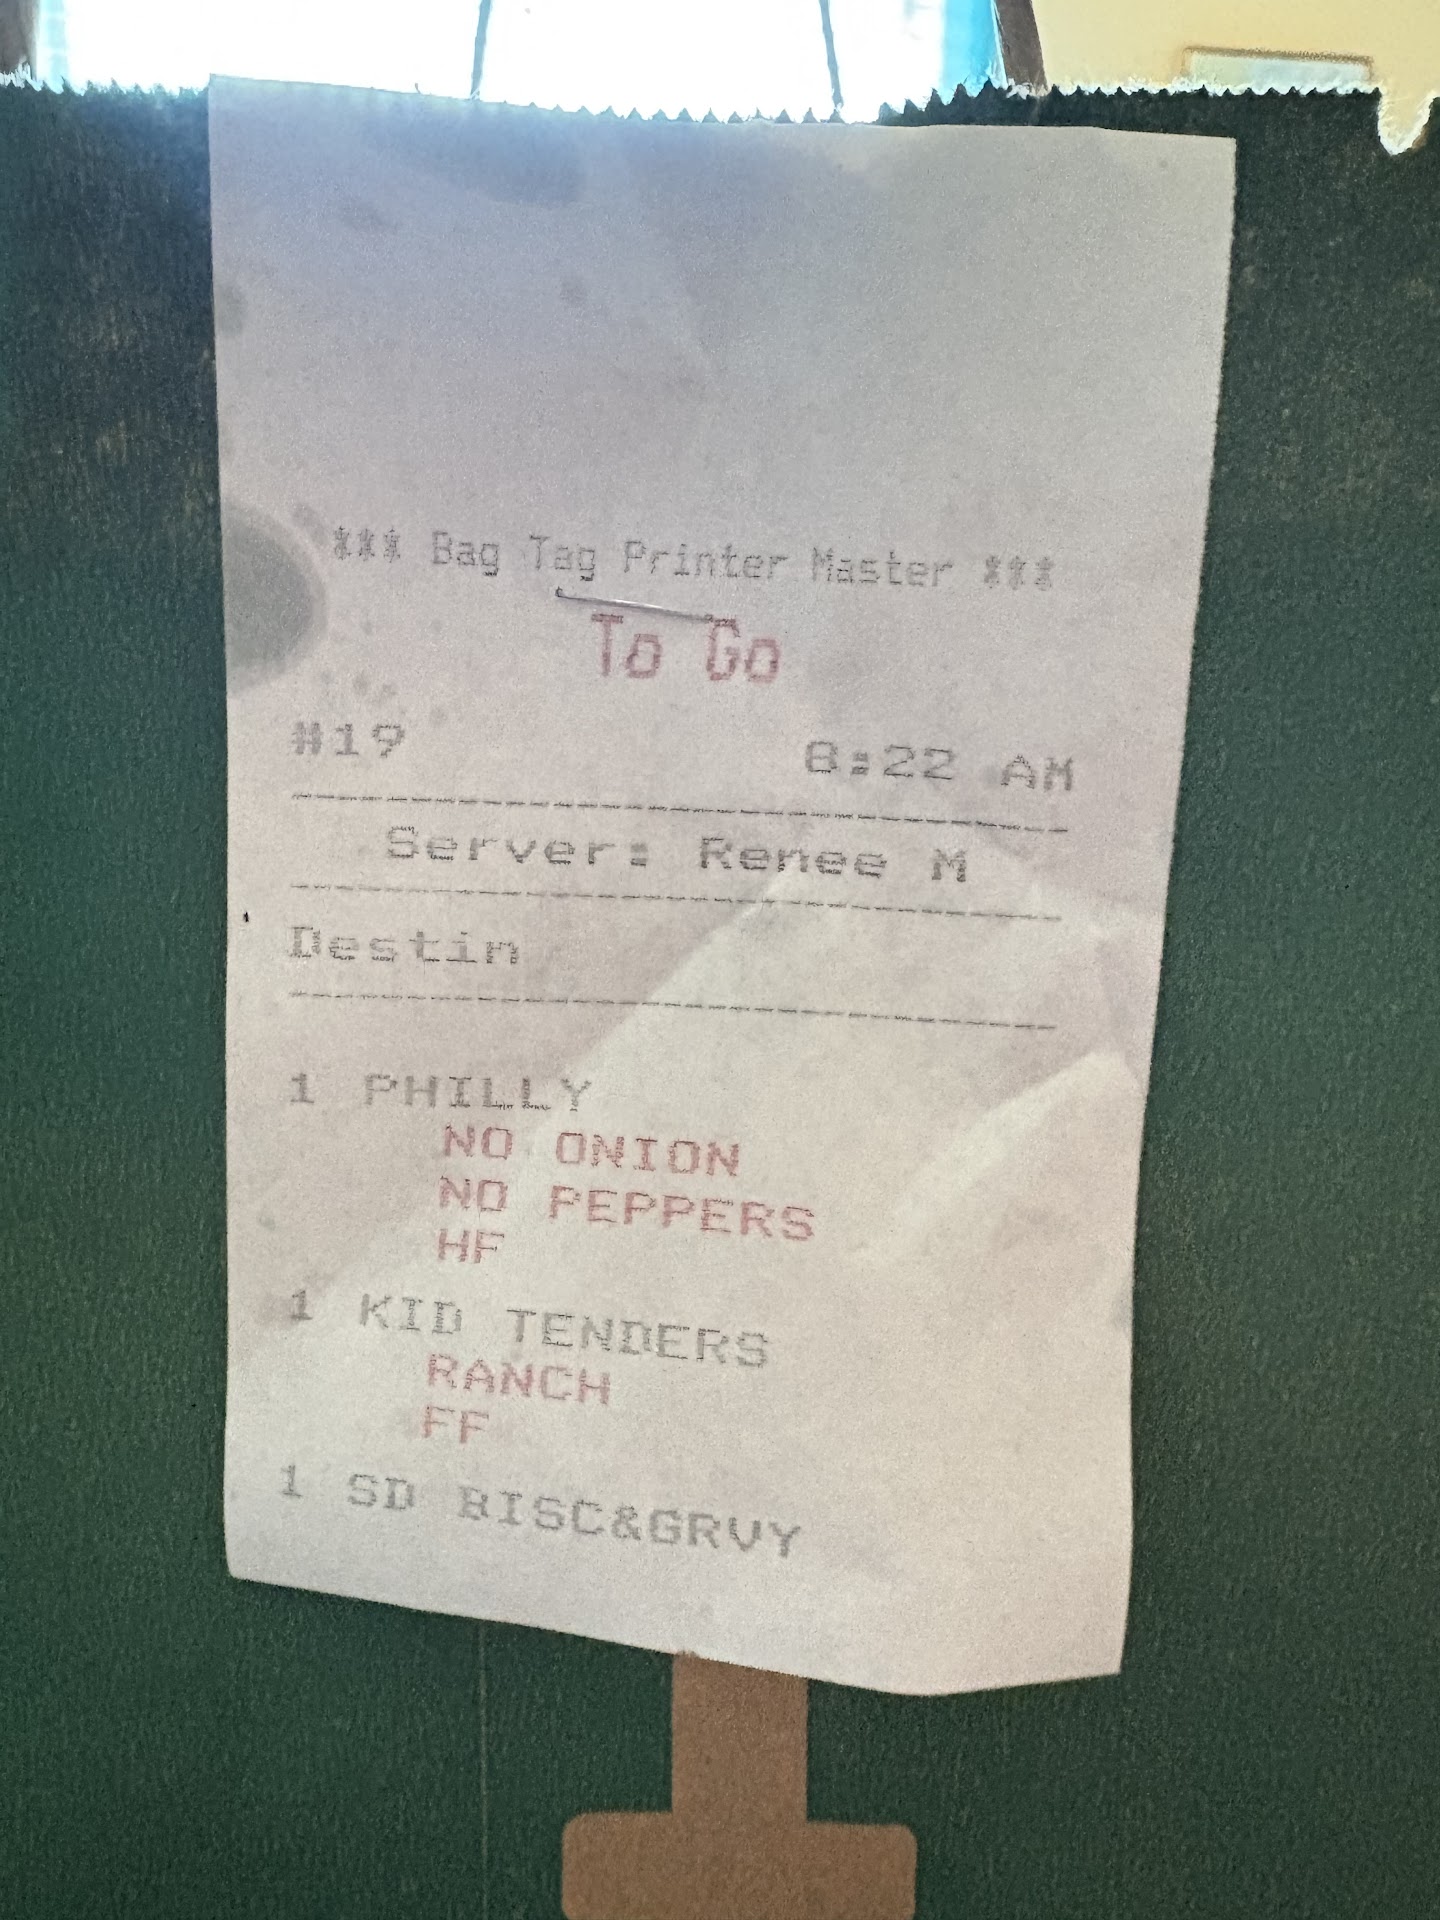 *** Bag Tag Printer Master ***
To Go
#19 8:22 AM
Server: Renee M
Destin
1 PHILLY
NO ONION
NO PEPPERS
HF
1 KID TENDERS
RANCH
FF
1 SD BISC&GRVY